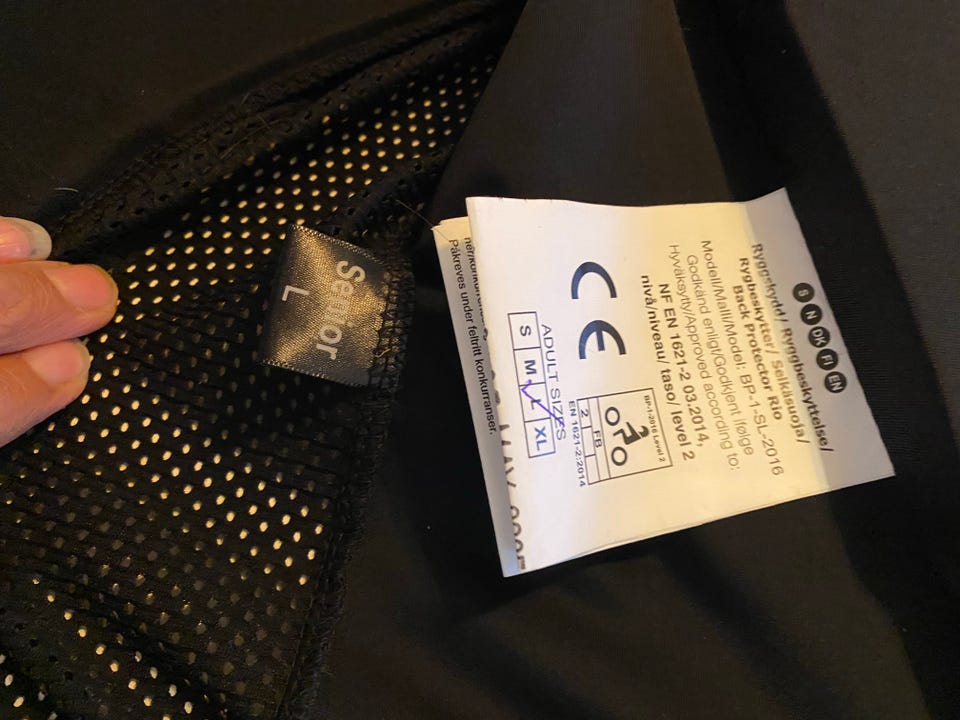 Senior
L
S N DK FI EN
Ryggskydd/ Ryggbeskyttelse/
Rygbeskytter/ Selkäsuoja/
Back Protector Rio
Modell/Malli/Model: BP-1-SL-2016
Godkänd enligt/Godkjent ifølge
Hyväksytty/Approved according to:
NF EN 1621-2 03.2014,
nivå/niveau/ taso/ level 2
CE
BP-1-2016 Level 2
2 FB
EN 1621-2:2014
ADULT SIZES
S M L XL
Påkreves under feltritt konkurranser.